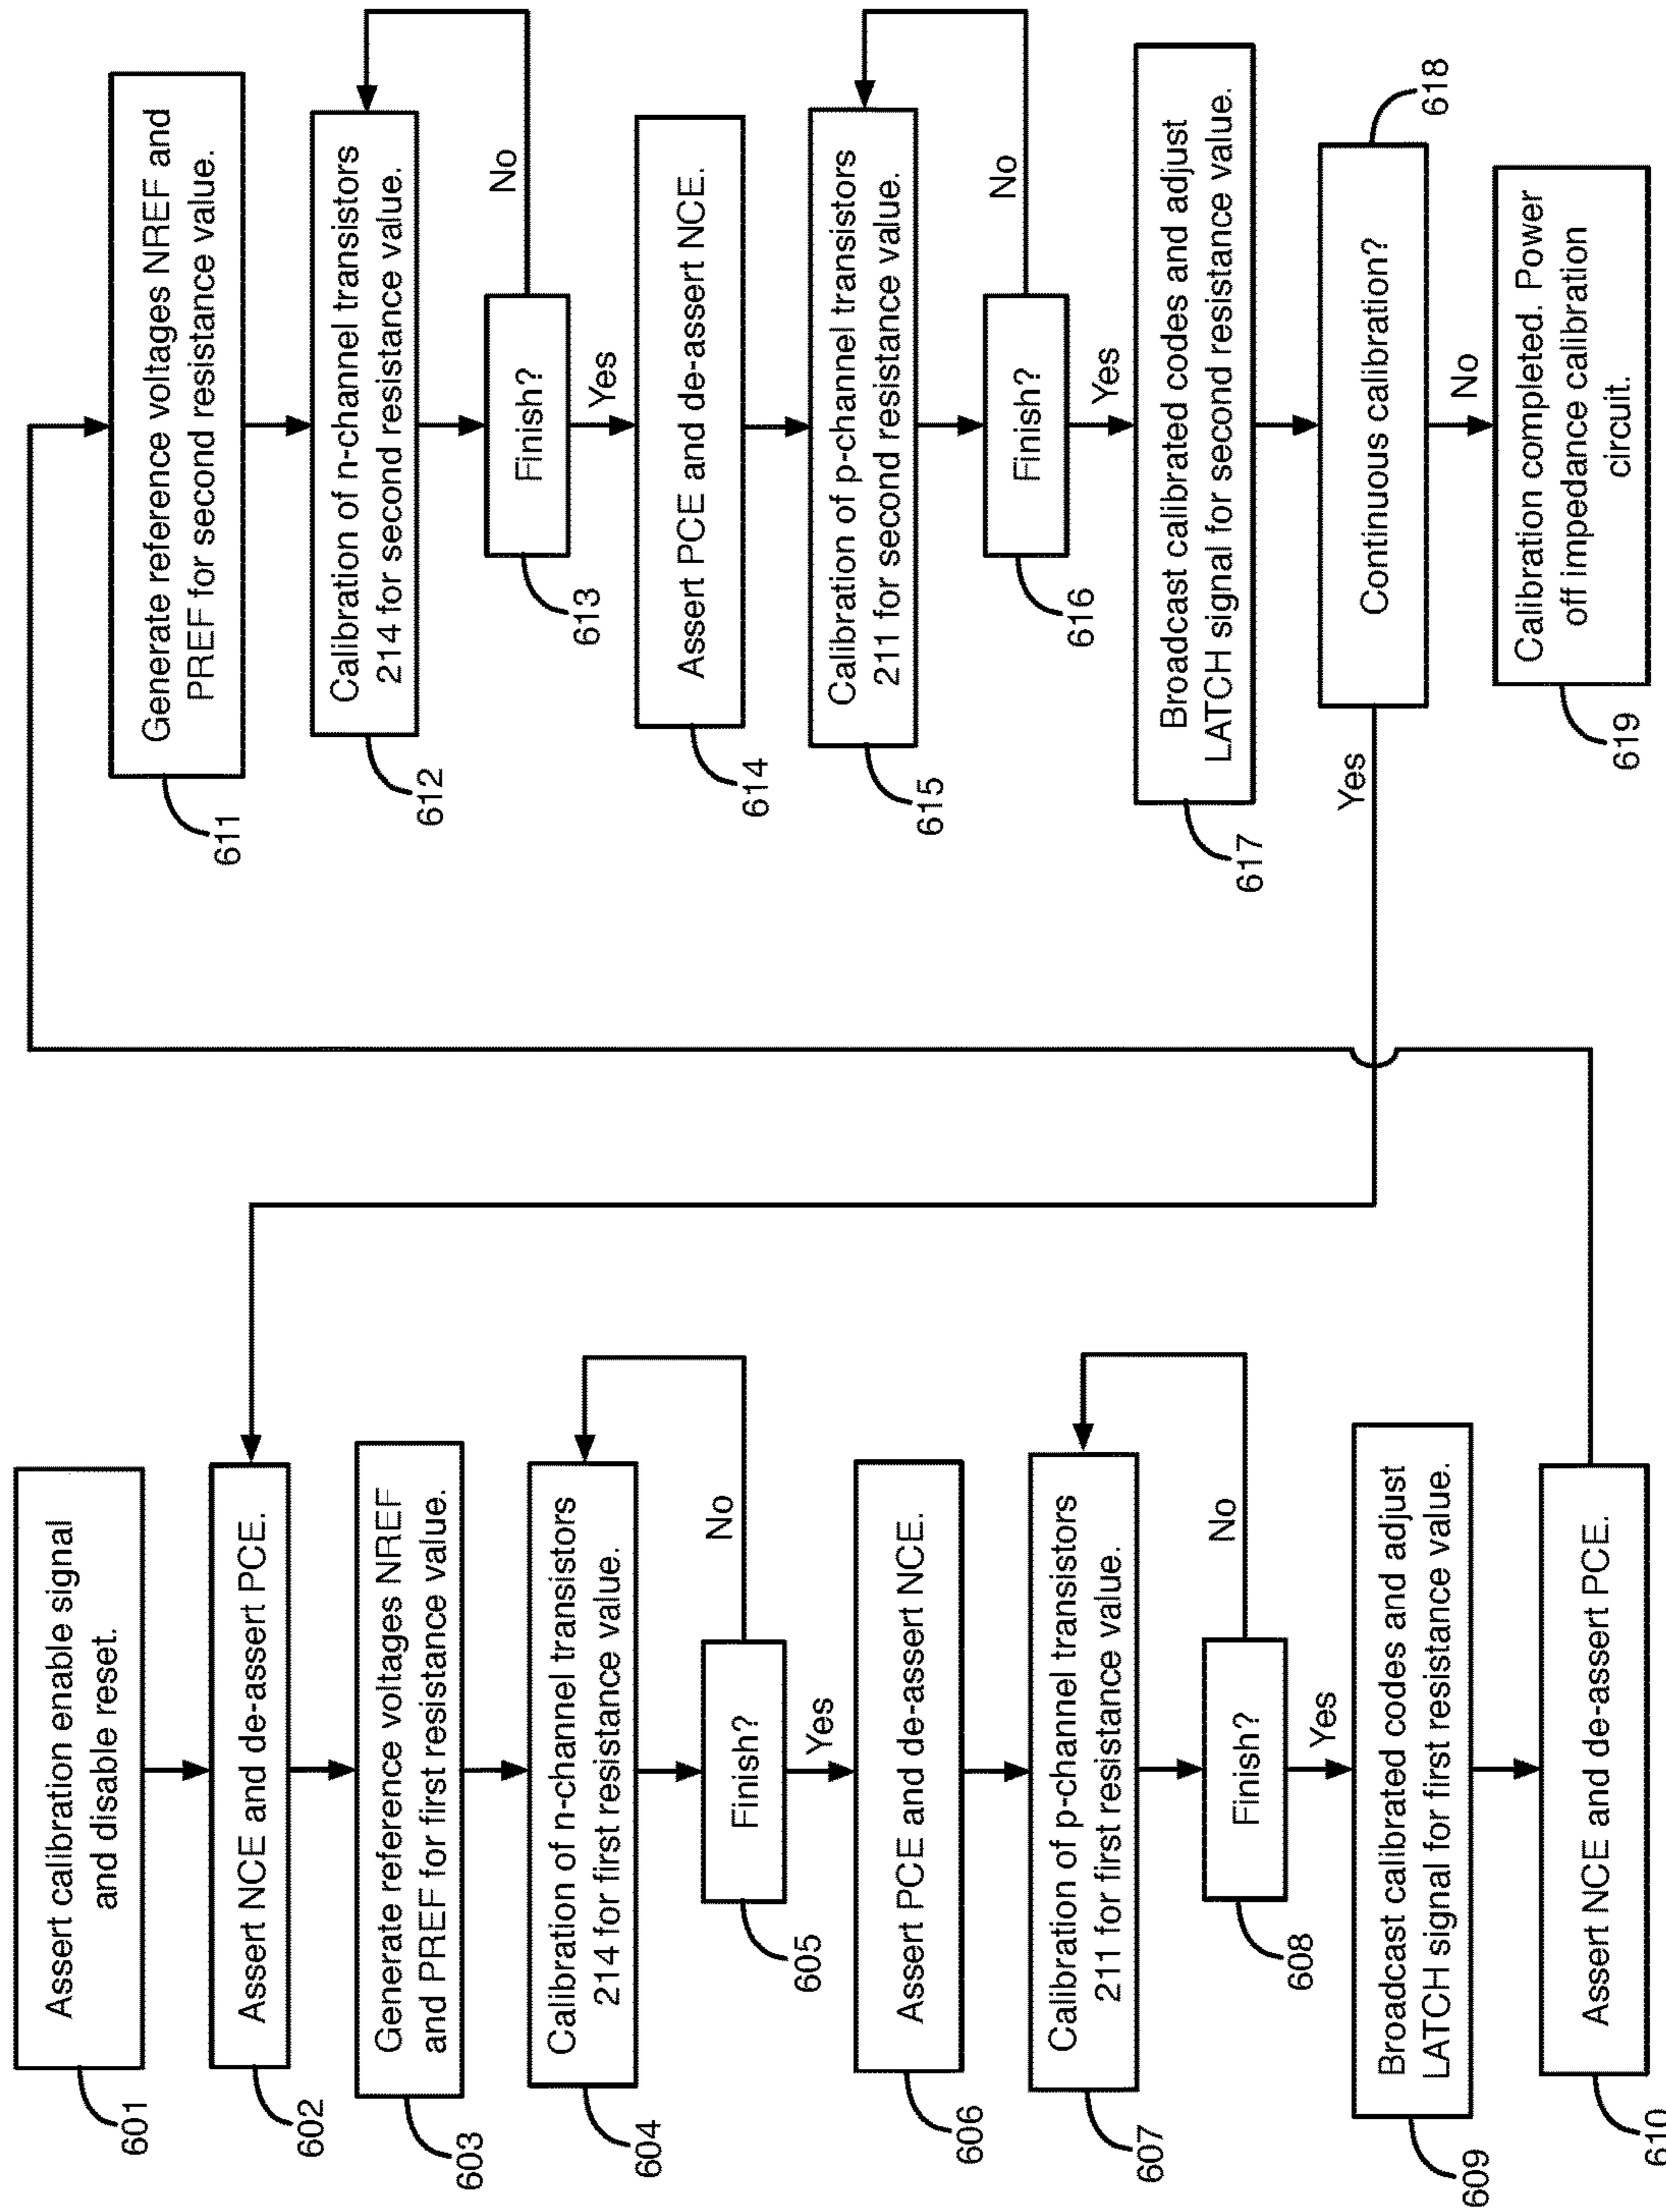 Assert calibration enable signal
and disable reset.
601
Assert NCE and de-assert PCE.
602
Generate reference voltages NREF
and PREF for first resistance value.
603
Calibration of n-channel transistors
214 for first resistance value.
604
Finish?
605
No
Yes
Assert PCE and de-assert NCE.
606
Calibration of p-channel transistors
211 for first resistance value.
607
Finish?
608
No
Yes
Broadcast calibrated codes and adjust
LATCH signal for first resistance value.
609
Assert NCE and de-assert PCE.
610
Generate reference voltages NREF and
PREF for second resistance value.
611
Calibration of n-channel transistors
214 for second resistance value.
612
Finish?
613
No
Yes
Assert PCE and de-assert NCE.
614
Calibration of p-channel transistors
211 for second resistance value.
615
Finish?
616
No
Yes
Broadcast calibrated codes and adjust
LATCH signal for second resistance value.
617
Continuous calibration?
618
Yes
No
Calibration completed. Power
off impedance calibration
circuit.
619